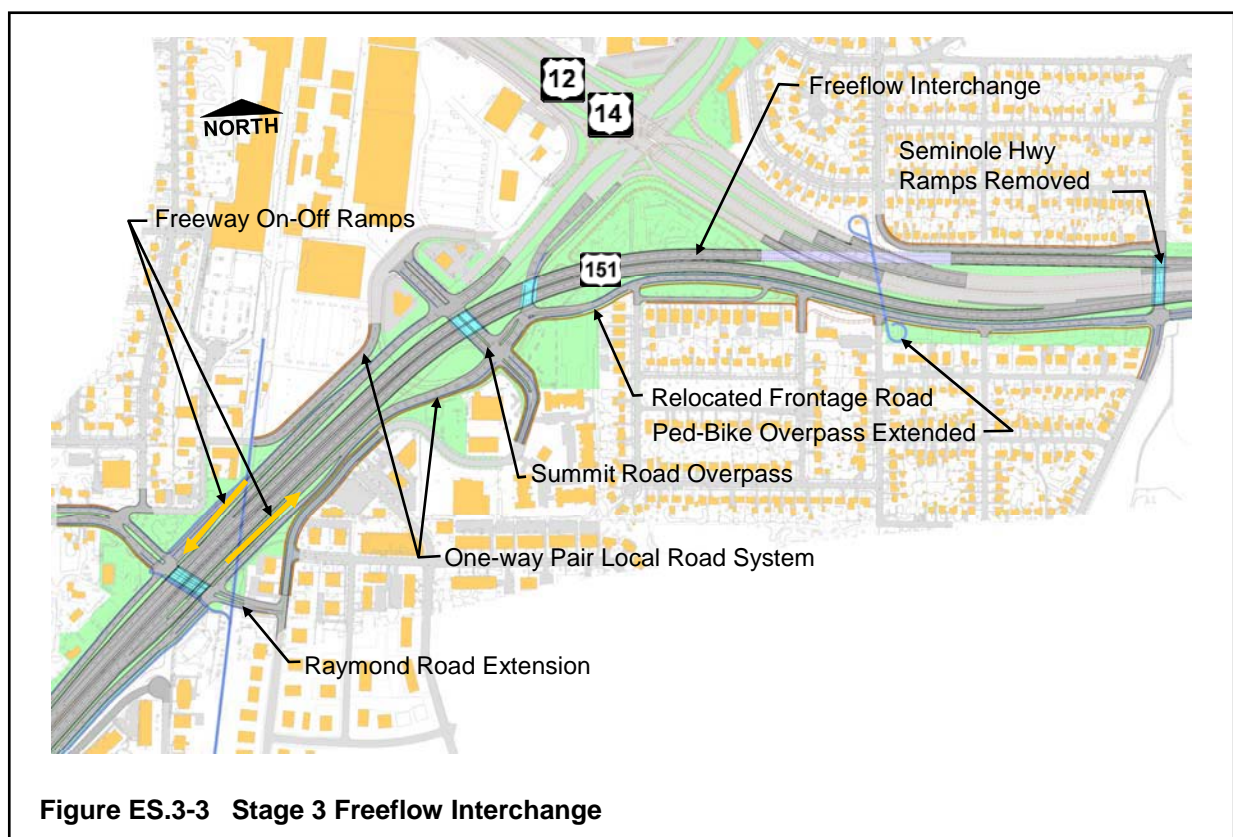 12
14
Freeflow Interchange
NORTH
Seminole Hwy
Ramps Removed
Freeway On-Off Ramps
151
Relocated Frontage Road
Ped-Bike Overpass Extended
Summit Road Overpass
One-way Pair Local Road System
Raymond Road Extension
Figure ES.3-3 Stage 3 Freeflow Interchange